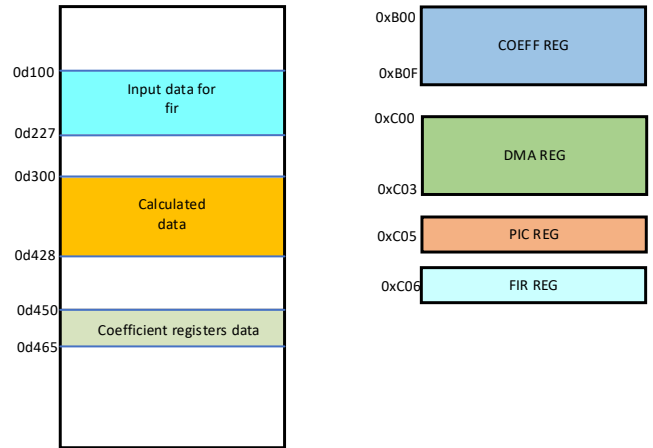 0d100
Input data for
fir
0d227
0d300
Calculated
data
0d428
0d450
Coefficient registers data
0d465
0xB00
COEFF REG
0xB0F
0xC00
DMA REG
0xC03
0xC05
PIC REG
0xC06
FIR REG